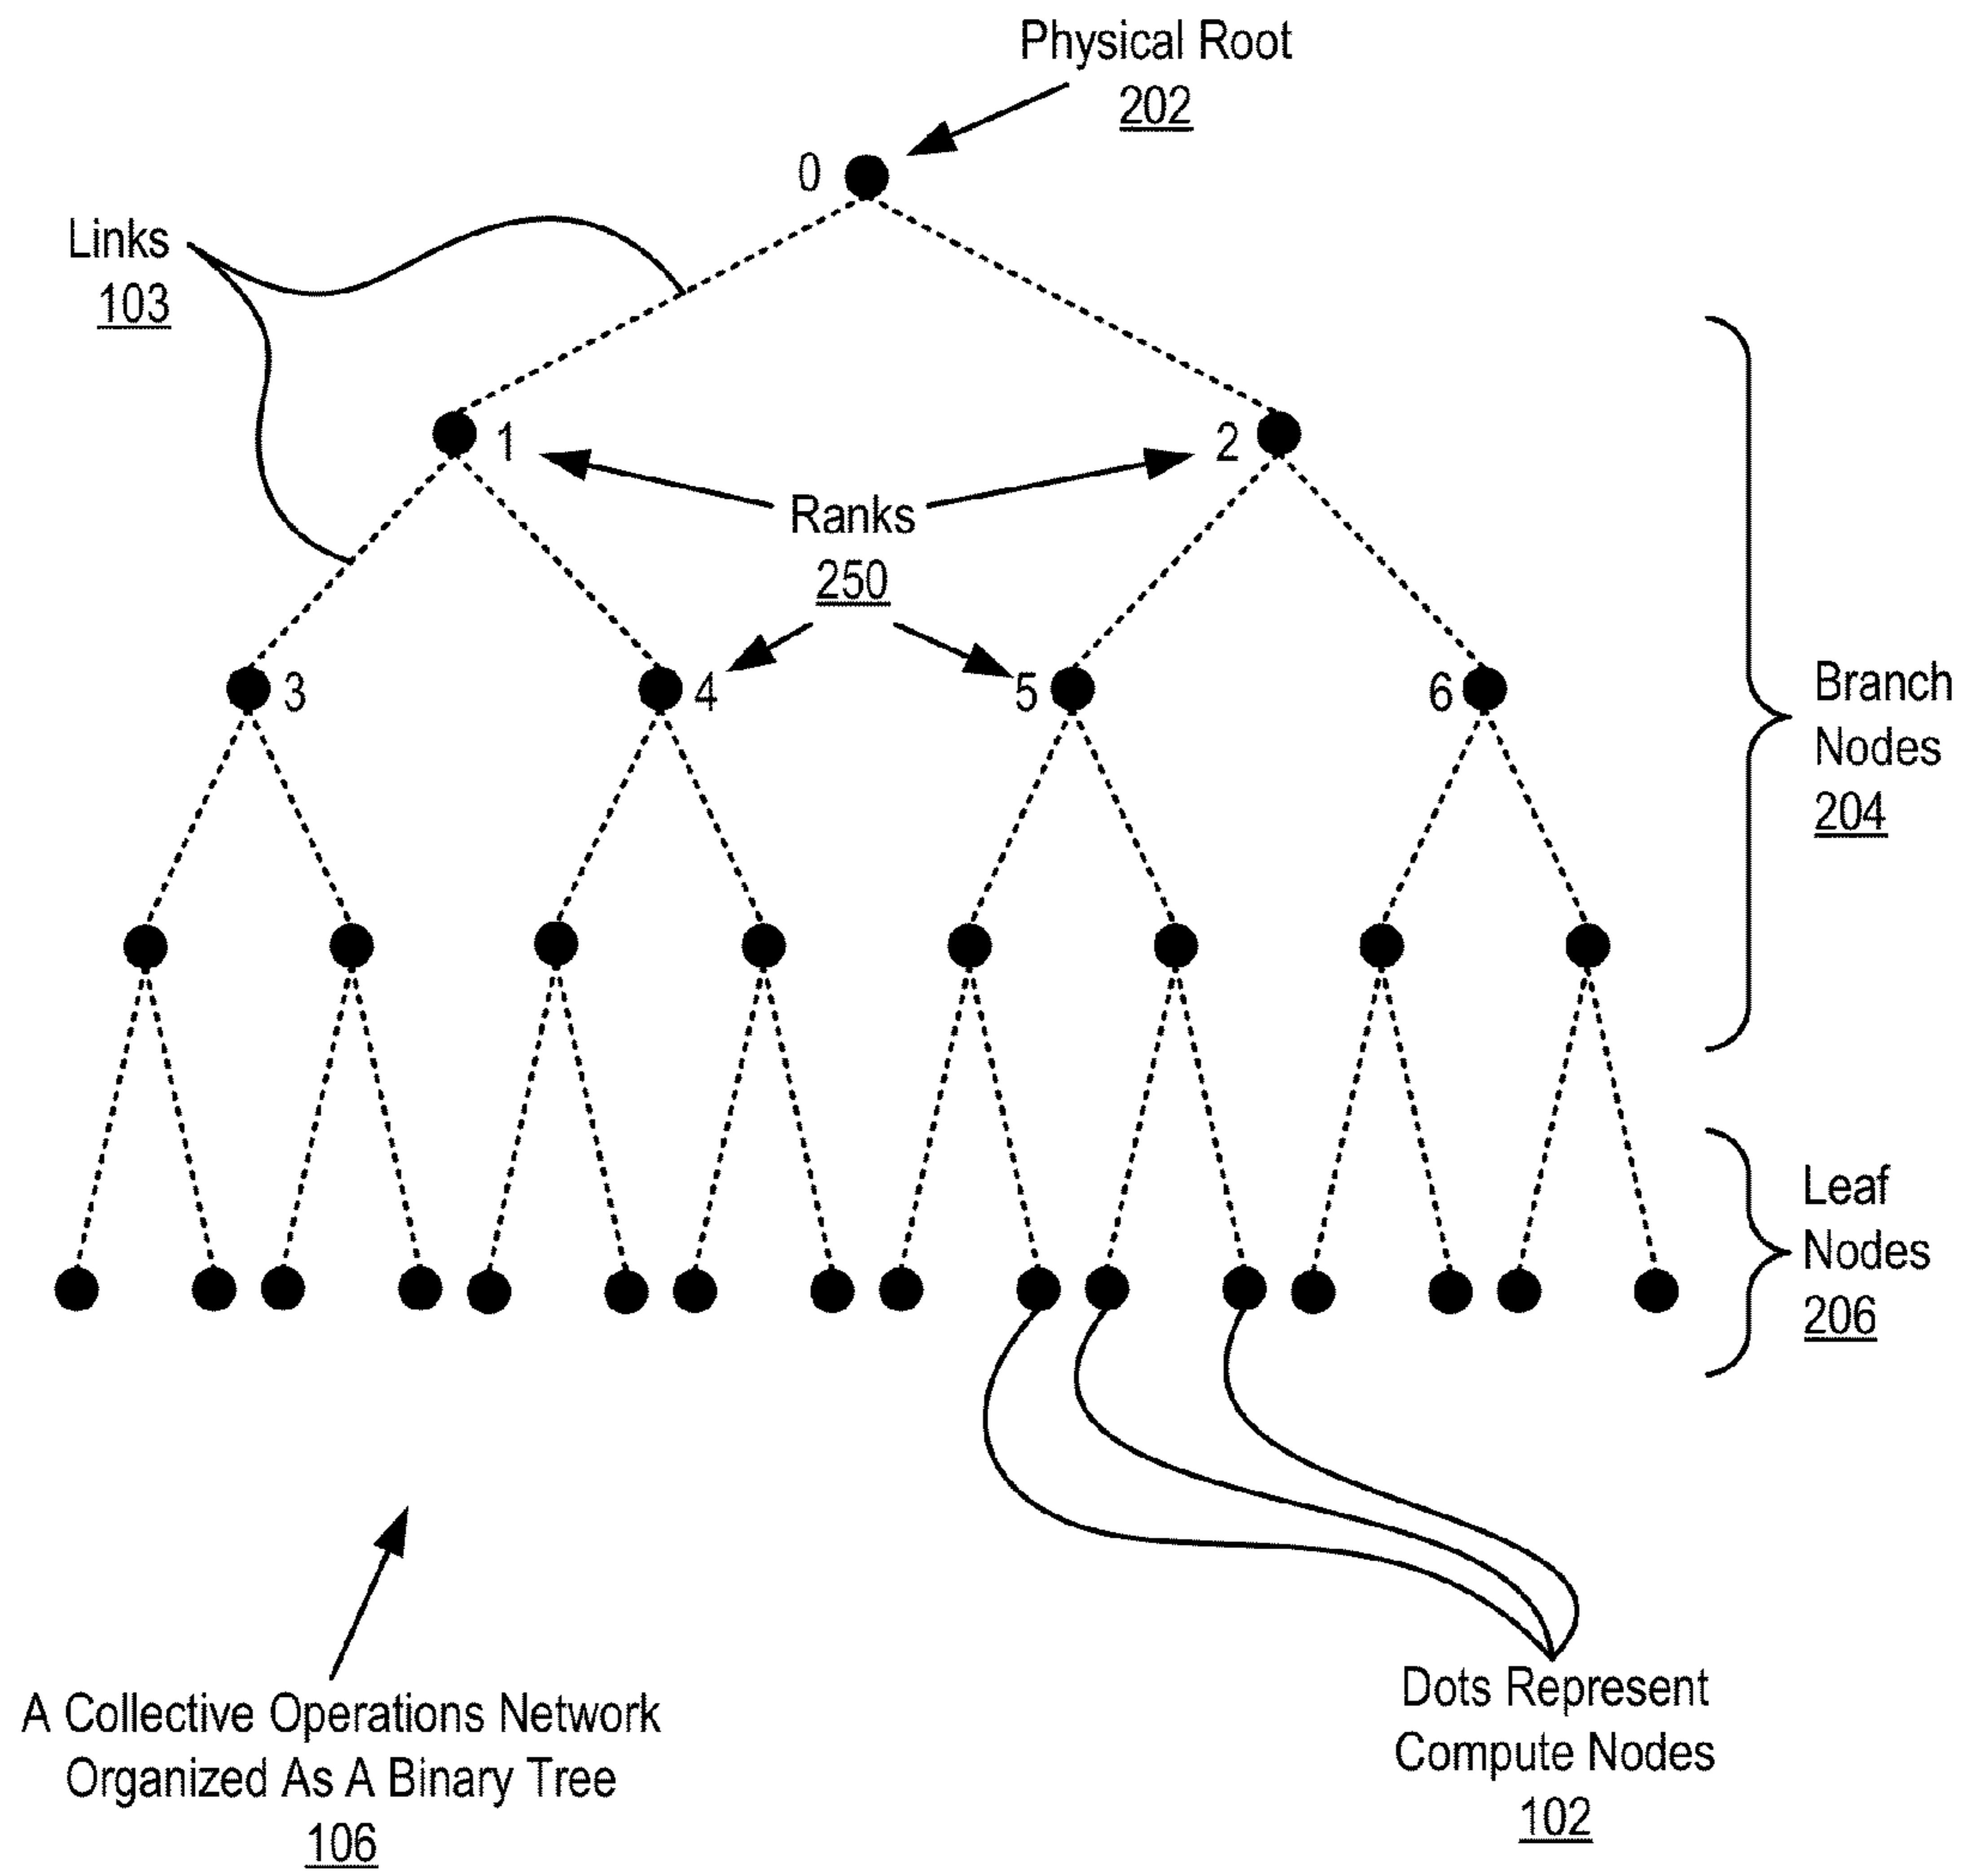 Physical Root
202
0
Links
103
1
2
Ranks
250
3
4
5
6
Branch
Nodes
204
Leaf
Nodes
206
A Collective Operations Network
Organized As A Binary Tree
106
Dots Represent
Compute Nodes
102